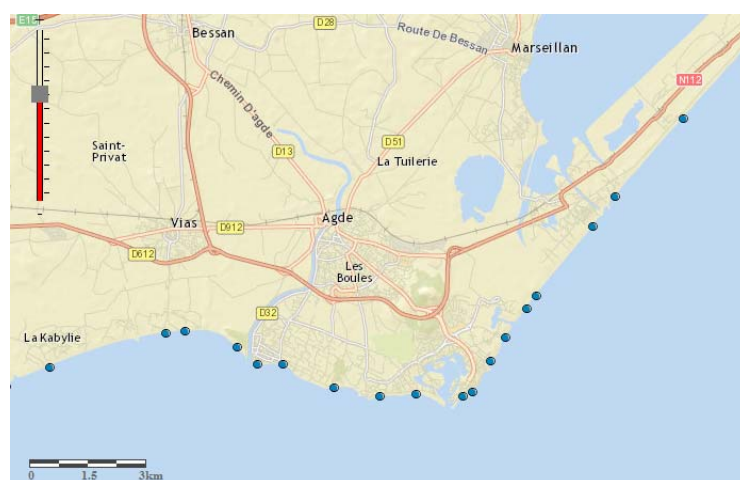 E15
D28
Bessan
Route De Bessan
Marseillan
N112
Chemin D'agde
Saint-
Privat
D13
D51
La Tuilerie
Vias
D912
Agde
D612
Les
Boules
D32
La Kabylie
0 1.5 3km